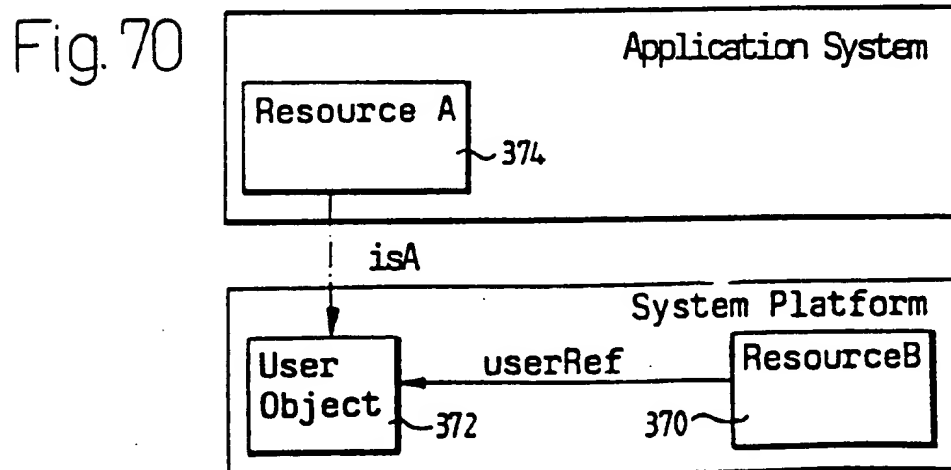 Fig. 70
Application System
Resource A
374
isA
System Platform
User
Object
372
userRef
ResourceB
370